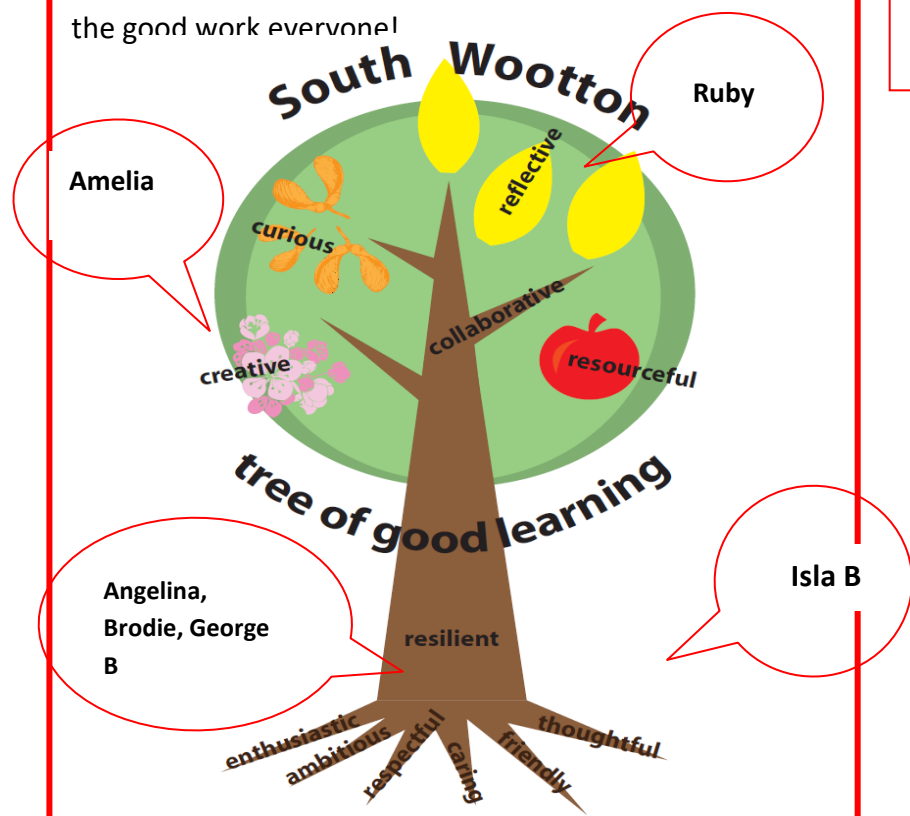 the good work everyone!
South Wootton
Ruby
reflective
Amelia
curious
collaborative
creative
resourceful
tree of good learning
Angelina,
Brodie, George
B
Isla B
resilient
enthusiastic
ambitious
respectful
caring
friendly
thoughtful